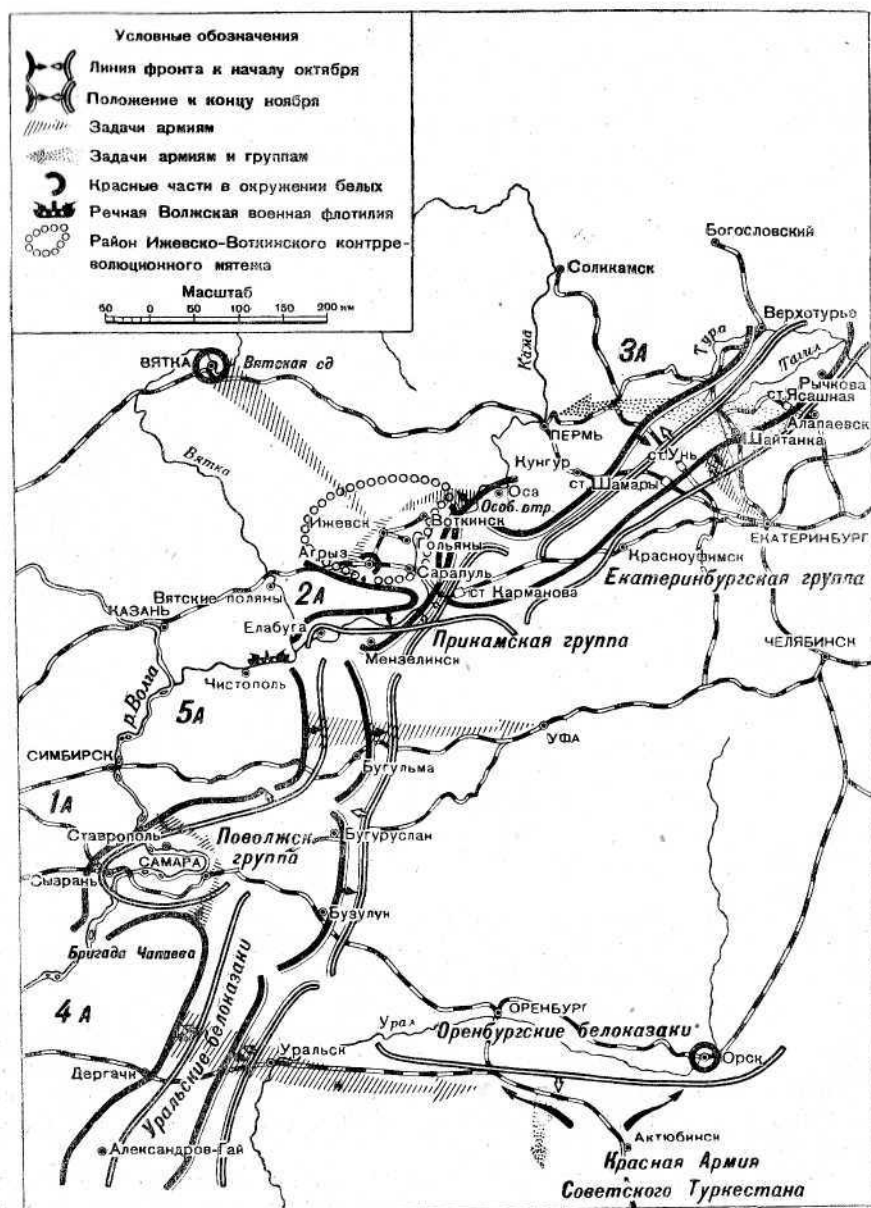 Условные обозначения
Линия фронта к началу октября
Положение к концу ноября
Задачи армиям
Задачи армиям и группам
Красные части в окружении белых
Речная Волжская военная флотилия
Район Ижевско-Воткинского контрре-
волюционного мятежа
Масштаб
50 0 50 100 150 200 км
Богословский
Соликамск
Верхотурье
Кама
3А
Тура
Тагил
ВЯТКА
Вятская сд
Рычкова
ст. Ясашная
Алапаевск
ПЕРМЬ
Шайтанка
Вятка
Кунгур
ст. Унь
ст. Шамары
Оса
Особ. отр.
Ижевск
Воткинск
Гольяны
ЕКАТЕРИНБУРГ
Агрыз
Красноуфимск
Сарапуль
Екатеринбургская группа
Вятские поляны
2А
ст Карманова
КАЗАНЬ
Елабуга
Прикамская группа
Мензелинск
ЧЕЛЯБИНСК
Чистополь
р. Волга
5А
УФА
СИМБИРСК
Бугульма
1А
Ставрополь
Поволжск
группа
Бугуруслан
САМАРА
Сызрань
Бузулук
Бригада Чапаева
4А
Уральские белоказаки
ОРЕНБУРГ
Урал
Оренбургские белоказаки
Уральск
Орск
Дергачи
Александров-Гай
Актюбинск
Красная Армия
Советского Туркестана